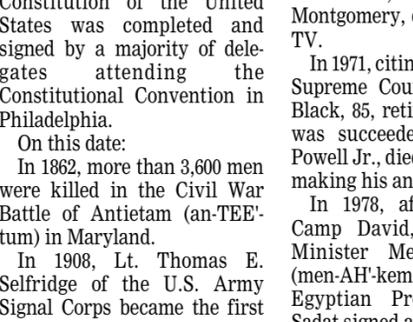 Constitution of the United
States was completed and
signed by a majority of dele-
gates attending the
Constitutional Convention in
Philadelphia.
On this date:
In 1862, more than 3,600 men
were killed in the Civil War
Battle of Antietam (an-TEE'-
tum) in Maryland.
In 1908, Lt. Thomas E.
Selfridge of the U.S. Army
Signal Corps became the first
Montgomery,
TV.
In 1971, citin
Supreme Cou
Black, 85, reti
was succeede
Powell Jr., died
making his an
In 1978, af
Camp David,
Minister Me
(men-AH'-kem
Egyptian Pr
Sadat signed a